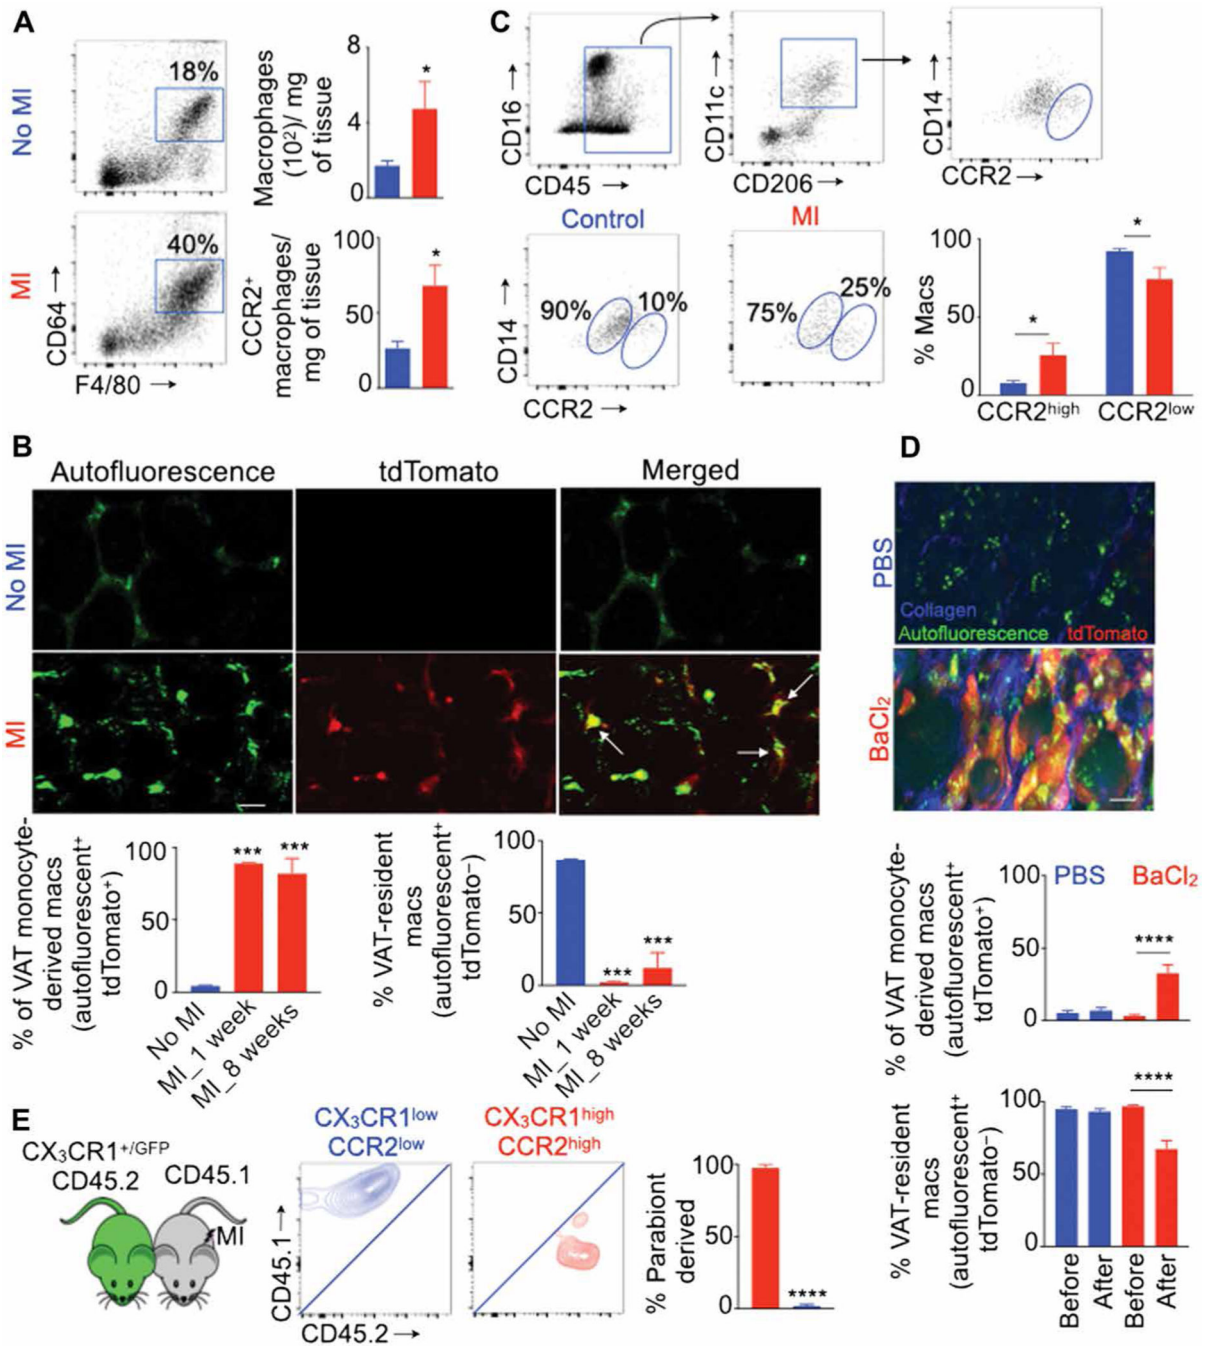 A
No MI
18%
MI
40%
CD64
F4/80
Macrophages
(10²)/ mg
of tissue
8
4
0
*
CCR2⁺
macrophages/
mg of tissue
100
50
0
*
C
CD16
CD45
CD11c
CD206
CD14
CCR2
Control
MI
90%
10%
75%
25%
CD14
CCR2
% Macs
100
50
0
*
*
CCR2ʰⁱᵍʰ
CCR2ˡᵒʷ
B
Autofluorescence
tdTomato
Merged
No MI
MI
% of VAT monocyte-
derived macs
(autofluorescent⁺
tdTomato⁺)
100
50
0
***
***
No MI
MI_1 week
MI_8 weeks
% VAT-resident
macs
(autofluorescent⁺
tdTomato⁻)
100
50
0
***
***
No MI
MI_1 week
MI_8 weeks
D
PBS
Collagen
Autofluorescence tdTomato
BaCl₂
% of VAT monocyte-
derived macs
(autofluorescent⁺
tdTomato⁺)
100
50
0
PBS
BaCl₂
****
% VAT-resident
macs
(autofluorescent⁺
tdTomato⁻)
100
50
0
****
Before
After
Before
After
E
CX₃CR1⁺/ᴳᶠᴾ
CD45.2
CD45.1
MI
CX₃CR1ˡᵒʷ
CCR2ˡᵒʷ
CX₃CR1ʰⁱᵍʰ
CCR2ʰⁱᵍʰ
CD45.1
CD45.2
% Parabiont
derived
100
50
0
****